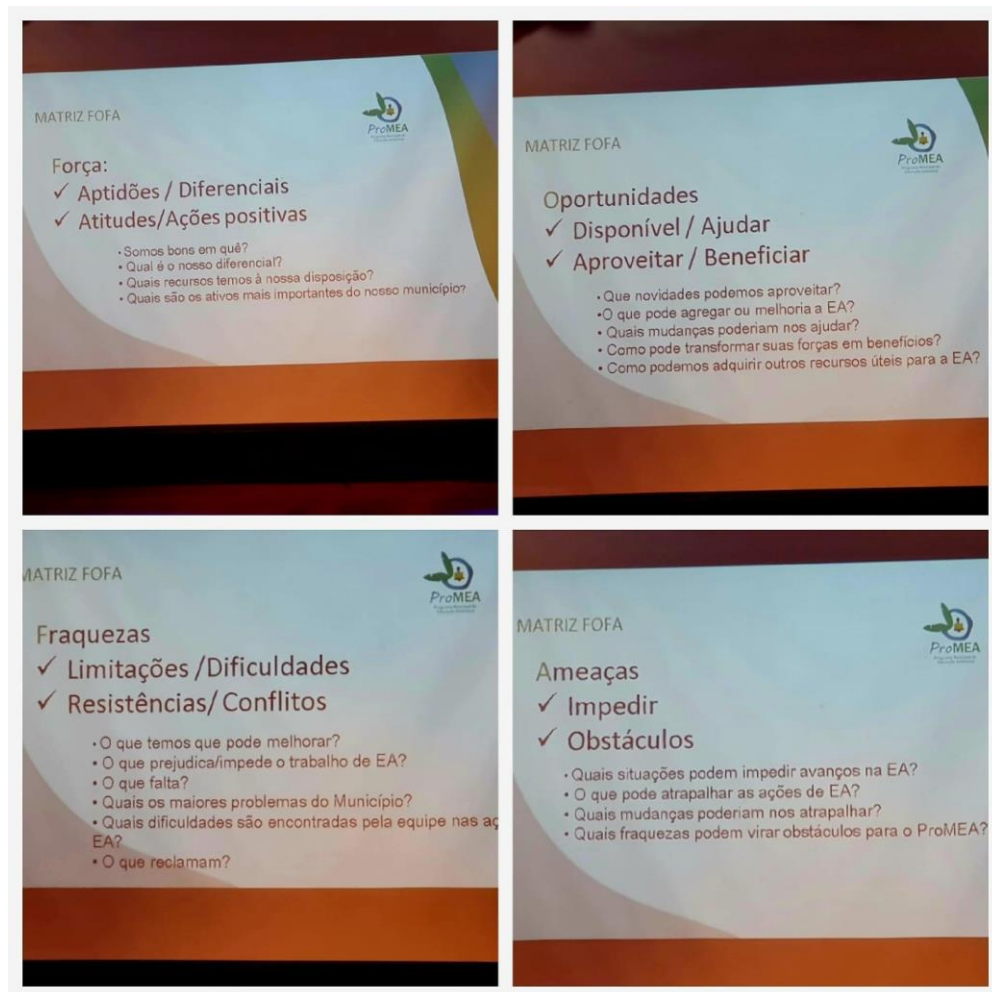 MATRIZ FOFA
ProMEA
Força:
✓ Aptidões / Diferenciais
✓ Atitudes/Ações positivas
• Somos bons em quê?
• Qual é o nosso diferencial?
• Quais recursos temos à nossa disposição?
• Quais são os ativos mais importantes do nosso município?
MATRIZ FOFA
ProMEA
Oportunidades
✓ Disponível / Ajudar
✓ Aproveitar / Beneficiar
• Que novidades podemos aproveitar?
•O que pode agregar ou melhoria a EA?
• Quais mudanças poderiam nos ajudar?
• Como pode transformar suas forças em benefícios?
• Como podemos adquirir outros recursos úteis para a EA?
MATRIZ FOFA
ProMEA
Fraquezas
✓ Limitações /Dificuldades
✓ Resistências/ Conflitos
• O que temos que pode melhorar?
• O que prejudica/impede o trabalho de EA?
• O que falta?
• Quais os maiores problemas do Município?
• Quais dificuldades são encontradas pela equipe nas
EA?
• O que reclamam?
MATRIZ FOFA
ProMEA
Ameaças
✓ Impedir
✓ Obstáculos
• Quais situações podem impedir avanços na EA?
• O que pode atrapalhar as ações de EA?
• Quais mudanças poderiam nos atrapalhar?
• Quais fraquezas podem virar obstáculos para o ProMEA?